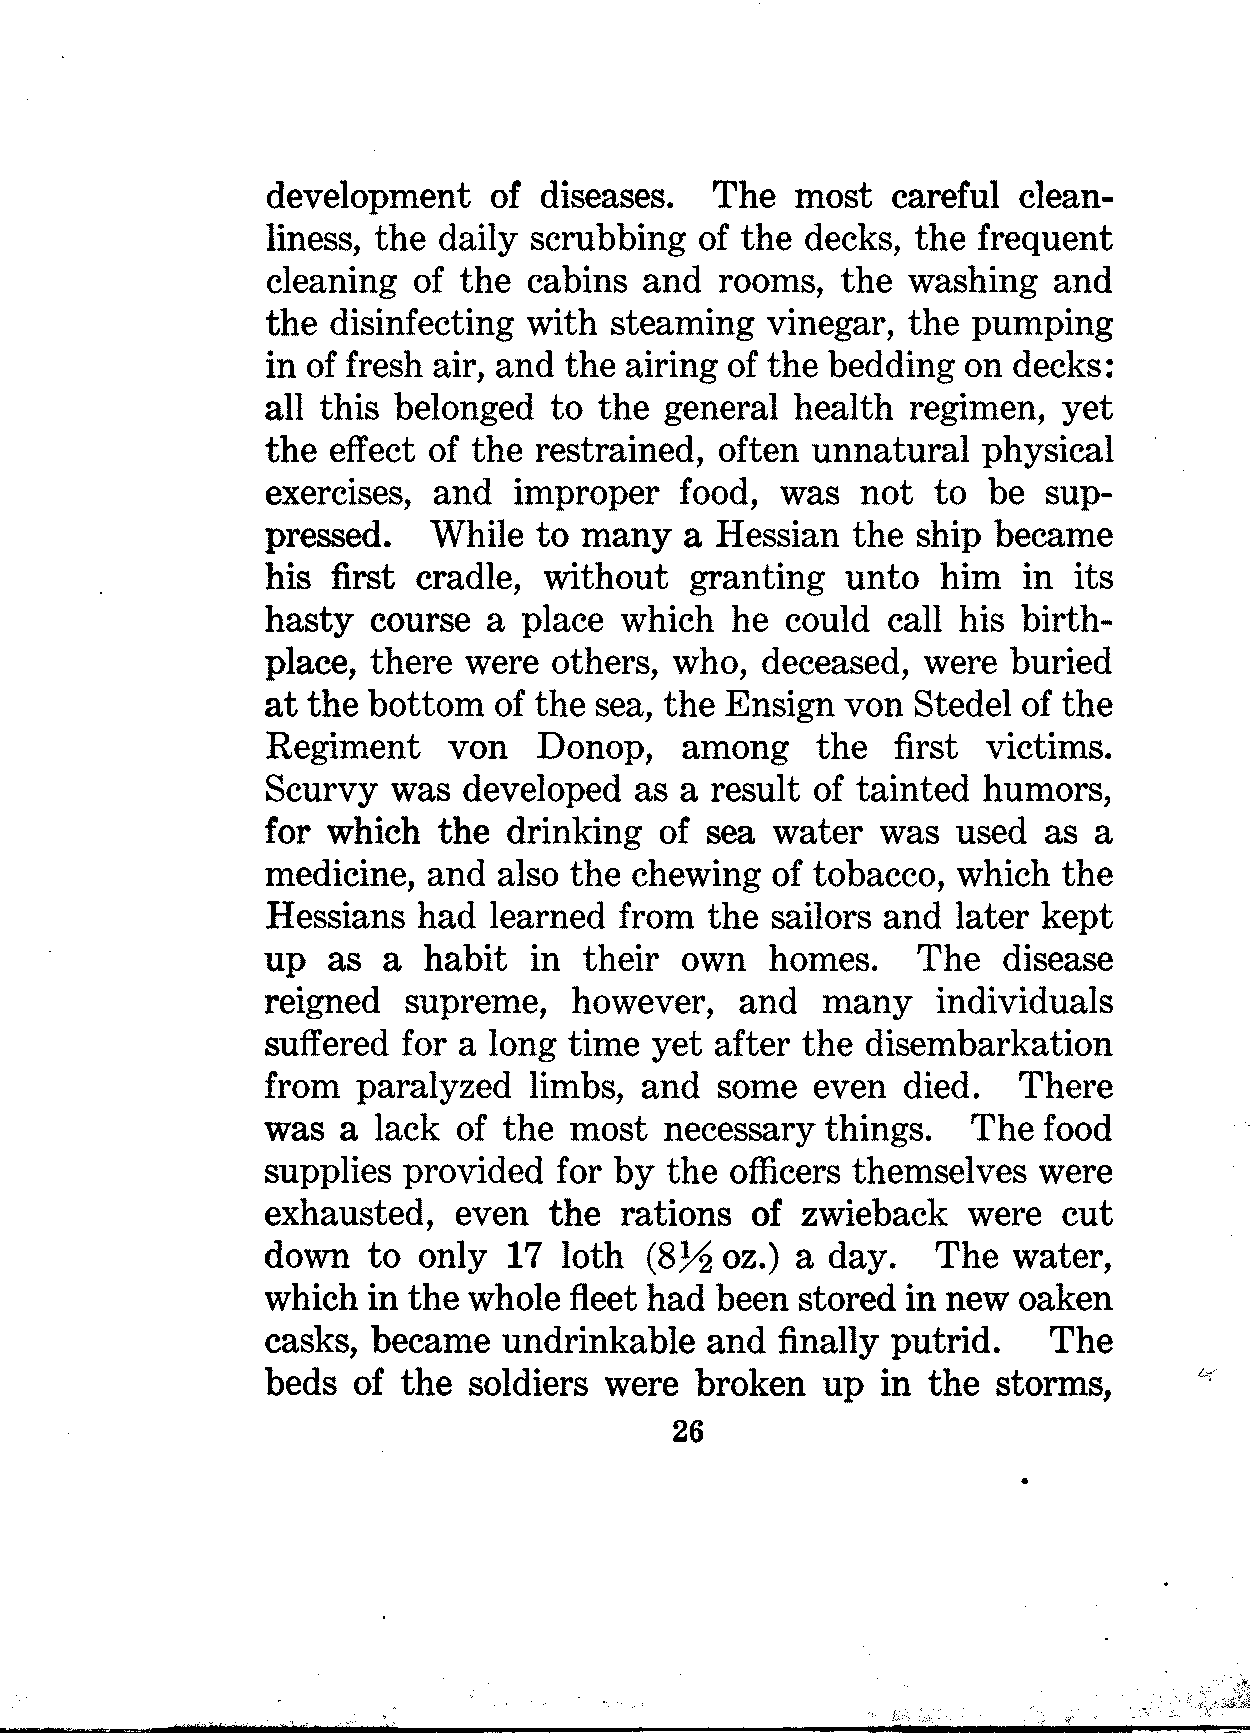 development of diseases. The most careful clean-
liness, the daily scrubbing of the decks, the frequent
cleaning of the cabins and rooms, the washing and
the disinfecting with steaming vinegar, the pumping
in of fresh air, and the airing of the bedding on decks:
all this belonged to the general health regimen, yet
the effect of the restrained, often unnatural physical
exercises, and improper food, was not to be sup-
pressed. While to many a Hessian the ship became
his first cradle, without granting unto him in its
hasty course a place which he could call his birth-
place, there were others, who, deceased, were buried
at the bottom of the sea, the Ensign von Stedel of the
Regiment von Donop, among the first victims.
Scurvy was developed as a result of tainted humors,
for which the drinking of sea water was used as a
medicine, and also the chewing of tobacco, which the
Hessians had learned from the sailors and later kept
up as a habit in their own homes. The disease
reigned supreme, however, and many individuals
suffered for a long time yet after the disembarkation
from paralyzed limbs, and some even died. There
was a lack of the most necessary things. The food
supplies provided for by the officers themselves were
exhausted, even the rations of zwieback were cut
down to only 17 loth (8½ oz.) a day. The water,
which in the whole fleet had been stored in new oaken
casks, became undrinkable and finally putrid. The
beds of the soldiers were broken up in the storms,
26